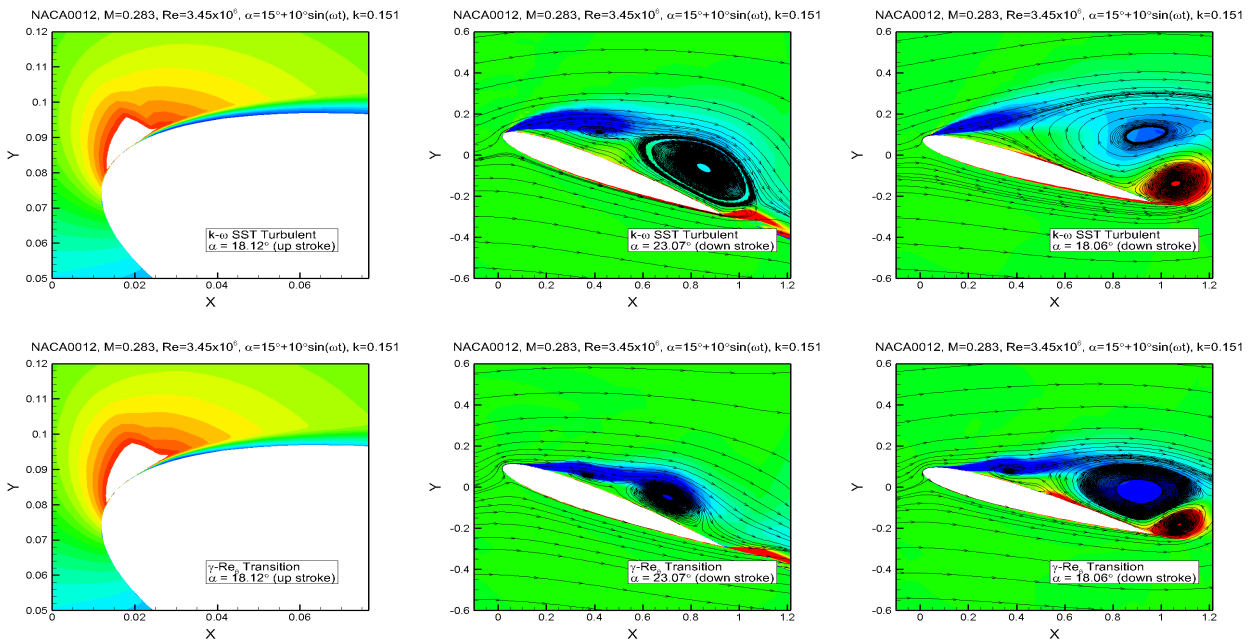 NACA0012, M=0.283, Re=3.45x10⁶, α=15°+10°sin(ωt), k=0.151
0.12
0.11
0.1
0.09
0.08
0.07
0.06
0.05
Y
k-ω SST Turbulent
α = 18.12° (up stroke)
0 0.02 0.04 0.06
X
NACA0012, M=0.283, Re=3.45x10⁶, α=15°+10°sin(ωt), k=0.151
0.6
0.4
0.2
0
-0.2
-0.4
-0.6
Y
k-ω SST Turbulent
α = 23.07° (down stroke)
0 0.2 0.4 0.6 0.8 1 1.2
X
NACA0012, M=0.283, Re=3.45x10⁶, α=15°+10°sin(ωt), k=0.151
0.6
0.4
0.2
0
-0.2
-0.4
-0.6
Y
k-ω SST Turbulent
α = 18.06° (down stroke)
0 0.2 0.4 0.6 0.8 1 1.2
X
NACA0012, M=0.283, Re=3.45x10⁶, α=15°+10°sin(ωt), k=0.151
0.12
0.11
0.1
0.09
0.08
0.07
0.06
0.05
Y
γ-Reθ Transition
α = 18.12° (up stroke)
0 0.02 0.04 0.06
X
NACA0012, M=0.283, Re=3.45x10⁶, α=15°+10°sin(ωt), k=0.151
0.6
0.4
0.2
0
-0.2
-0.4
-0.6
Y
γ-Reθ Transition
α = 23.07° (down stroke)
0 0.2 0.4 0.6 0.8 1 1.2
X
NACA0012, M=0.283, Re=3.45x10⁶, α=15°+10°sin(ωt), k=0.151
0.6
0.4
0.2
0
-0.2
-0.4
-0.6
Y
γ-Reθ Transition
α = 18.06° (down stroke)
0 0.2 0.4 0.6 0.8 1 1.2
X